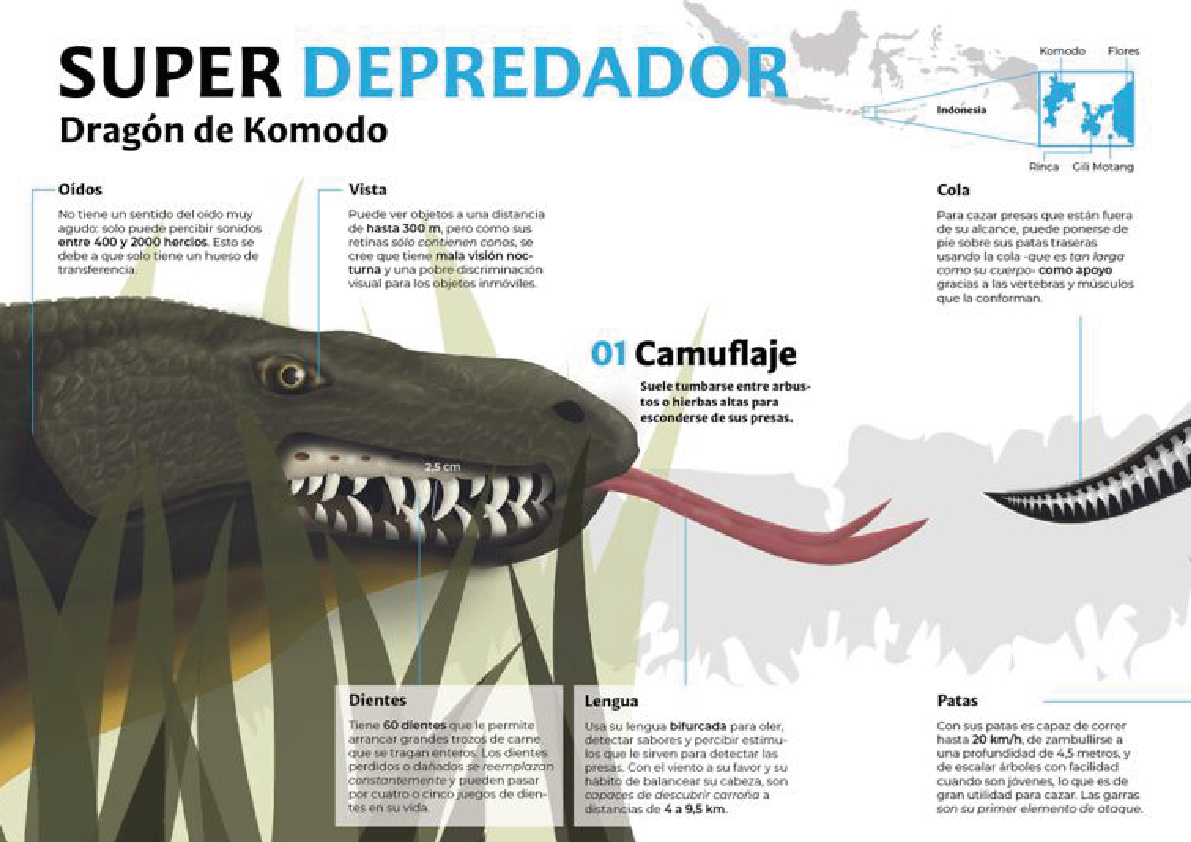 SUPER DEPREDADOR
Dragón de Komodo
Komodo Flores
Indonesia
Rinca Gili Motang
Oídos
No tiene un sentido del oído muy
agudo: solo puede percibir sonidos
entre 400 y 2000 hercios. Esto se
debe a que solo tiene un hueso de
transferencia.
Vista
Puede ver objetos a una distancia
de hasta 300 m, pero como sus
retinas sólo contienen conos, se
cree que tiene mala visión noc-
turna y una pobre discriminación
visual para los objetos inmóviles.
Cola
Para cazar presas que están fuera
de su alcance, puede ponerse de
pie sobre sus patas traseras
usando la cola -que es tan larga
como su cuerpo- como apoyo
gracias a las vertebras y músculos
que la conforman.
01 Camuflaje
Suele tumbarse entre arbus-
tos o hierbas altas para
esconderse de sus presas.
2,5 cm
Dientes
Tiene 60 dientes que le permite
arrancar grandes trozos de carne
que se tragan enteros. Los dientes
perdidos o dañados se reemplazan
constantemente y pueden pasar
por cuatro o cinco juegos de dien-
tes en su vida.
Lengua
Usa su lengua bifurcada para oler,
detectar sabores y percibir estímu-
los que le sirven para detectar las
presas. Con el viento a su favor y su
hábito de balancear su cabeza, son
capaces de descubrir carroña a
distancias de 4 a 9,5 km.
Patas
Con sus patas es capaz de correr
hasta 20 km/h, de zambullirse a
una profundidad de 4,5 metros, y
de escalar árboles con facilidad
cuando son jóvenes, lo que es de
gran utilidad para cazar. Las garras
son su primer elemento de ataque.